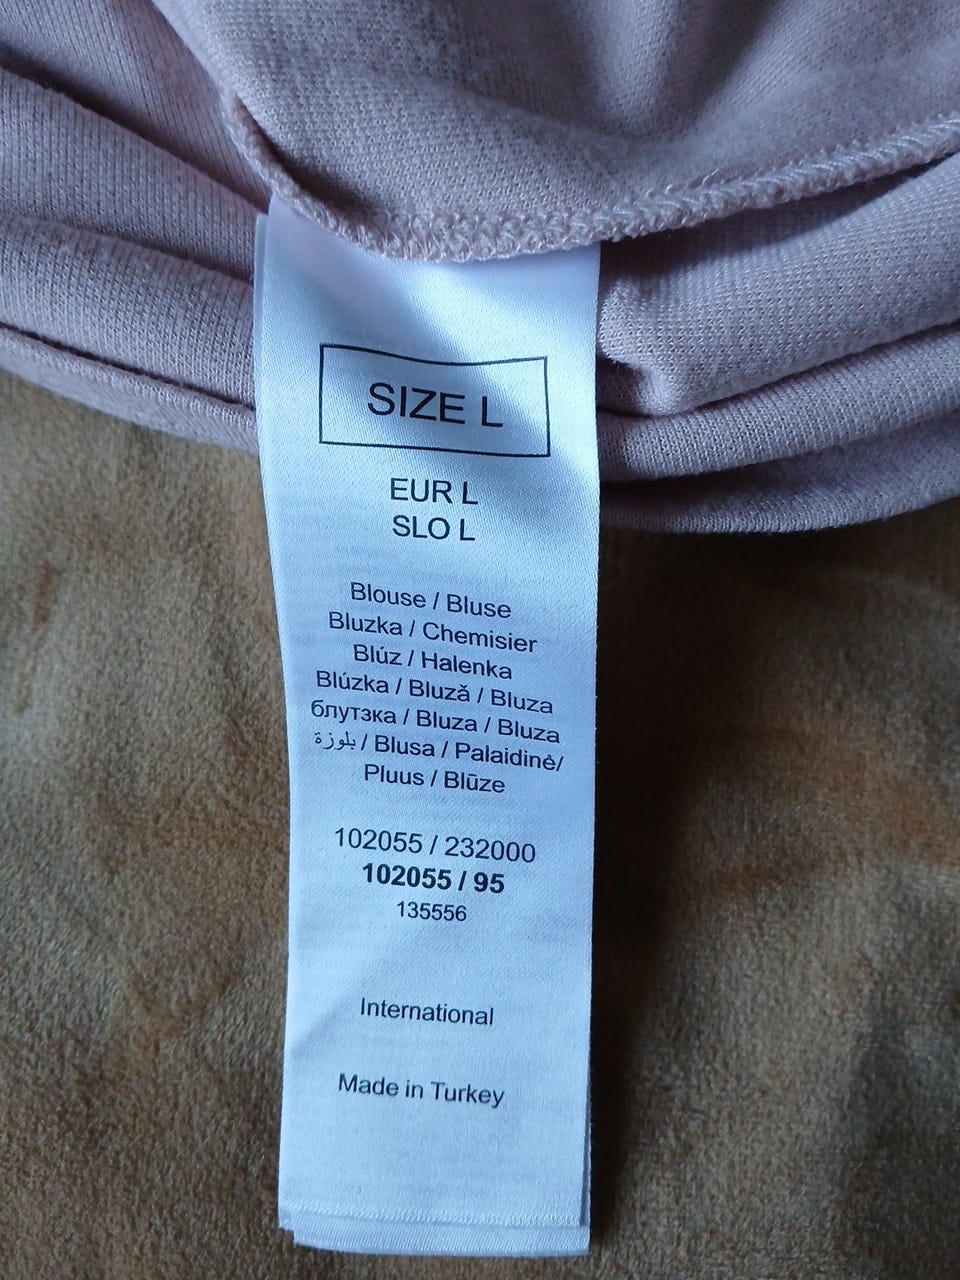 SIZE L
EUR L
SLO L
Blouse / Bluse
Bluzka / Chemisier
Blúz / Halenka
Blúzka / Bluză / Bluza
блутзка / Bluza / Bluza
بلوزة / Blusa / Palaidinė/
Pluus / Blūze
102055 / 232000
102055 / 95
135556
International
Made in Turkey